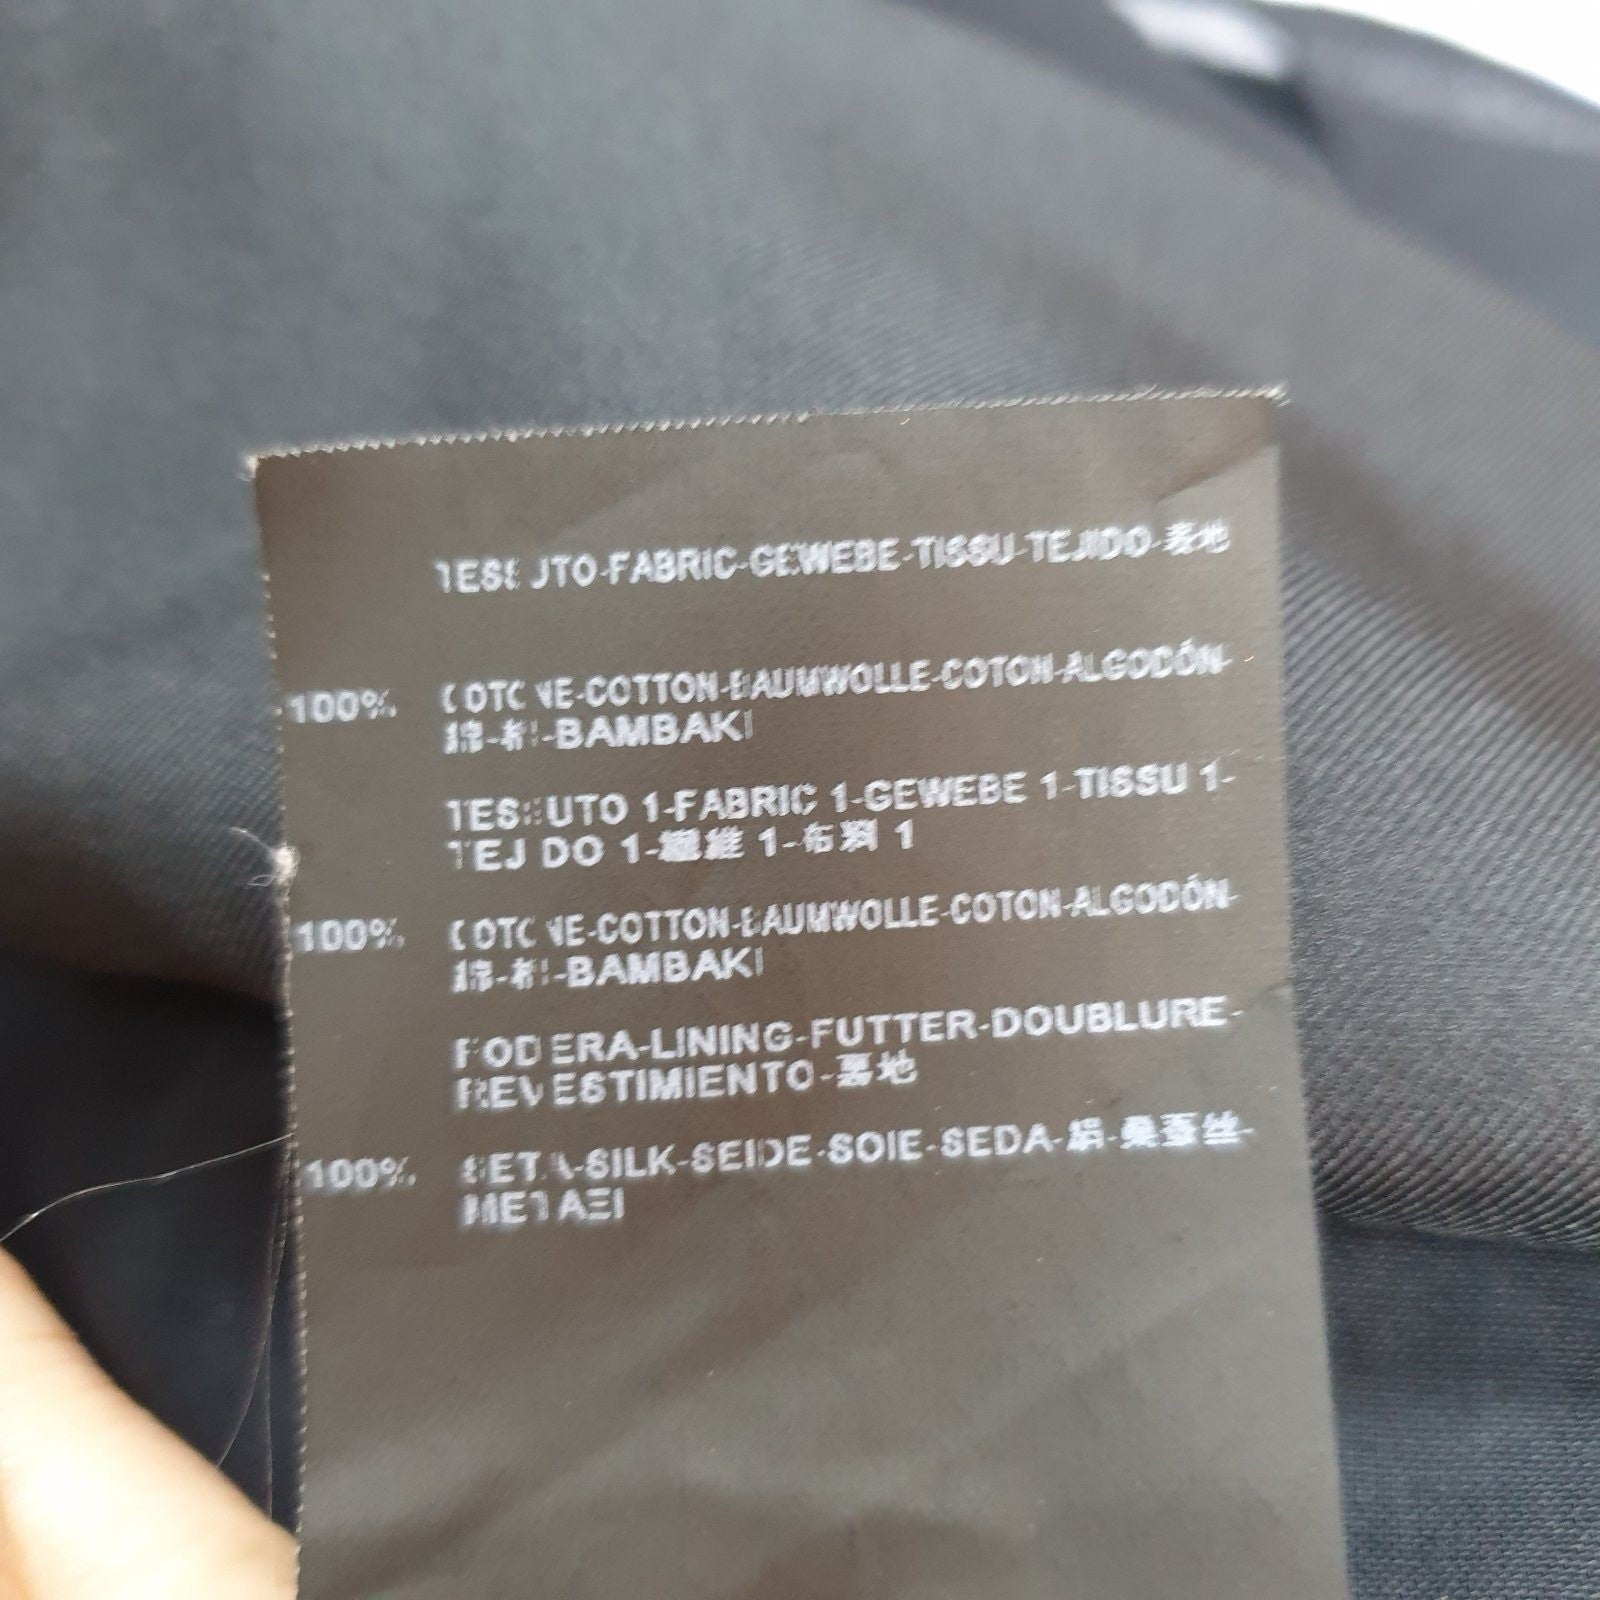 TESSUTO-FABRIC-GEWEBE-TISSU-TEJIDO-表地
100% COTONE-COTTON-BAUMWOLLE-COTON-ALGODÓN-
綿-棉-BAMBAKI
TESSUTO 1-FABRIC 1-GEWEBE 1-TISSU 1-
TEJIDO 1-纖維 1-布料 1
100% COTONE-COTTON-BAUMWOLLE-COTON-ALGODÓN-
綿-棉-BAMBAKI
FODERA-LINING-FUTTER-DOUBLURE-
REVESTIMIENTO-裏地
100% SETA-SILK-SEIDE-SOIE-SEDA-絹-桑蚕丝-
METAΞI